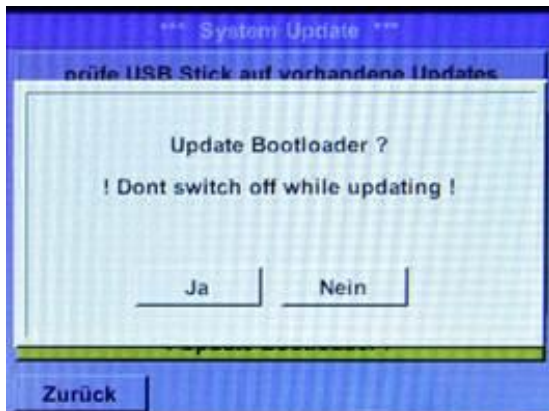 *** System Update ***
prüfe USB Stick auf vorhandene Updates
Update Bootloader ?
! Dont switch off while updating !
Ja
Nein
Zurück